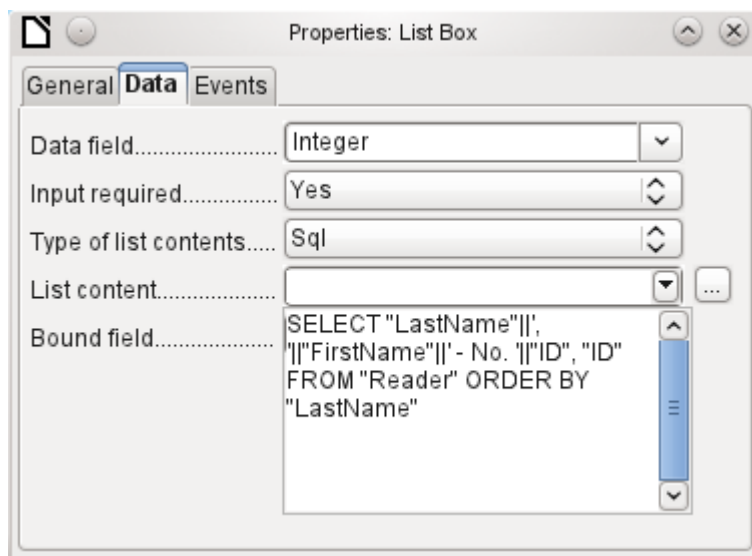 Properties: List Box
General Data Events
Data field....................... Integer
Input required................ Yes
Type of list contents..... Sql
List content.................... ...
Bound field....................
SELECT "LastName"||',
'||"FirstName"||' - No. '||"ID", "ID"
FROM "Reader" ORDER BY
"LastName"